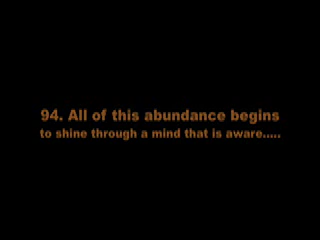 94. All of this abundance begins
to shine through a mind that is aware.....